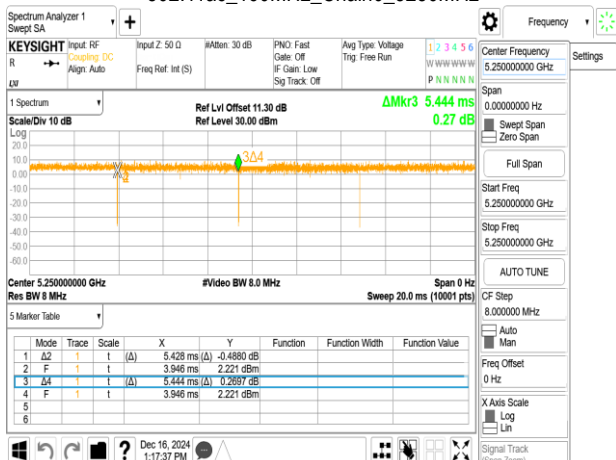 Spectrum Analyzer 1
Swept SA
+
Frequency
KEYSIGHT
R
Input: RF
Coupling: DC
Align: Auto
Input Z: 50 Ω
Freq Ref: Int (S)
#Atten: 30 dB
PNO: Fast
Gate: Off
IF Gain: Low
Sig Track: Off
Avg Type: Voltage
Trig: Free Run
1 2 3 4 5 6
W W W W W W
P N N N N N
Settings
Center Frequency
5.250000000 GHz
Span
0.00000000 Hz
Swept Span
Zero Span
Full Span
Start Freq
5.250000000 GHz
Stop Freq
5.250000000 GHz
AUTO TUNE
CF Step
8.000000 MHz
Auto
Man
Freq Offset
0 Hz
X Axis Scale
Log
Lin
Signal Track
(Span Zoom)
1 Spectrum
Scale/Div 10 dB
Log
Ref Lvl Offset 11.30 dB
Ref Level 30.00 dBm
ΔMkr3 5.444 ms
0.27 dB
20.0
10.0
0.00
-10.0
-20.0
-30.0
-40.0
-50.0
-60.0
3Δ4
Center 5.250000000 GHz
Res BW 8 MHz
#Video BW 8.0 MHz
Span 0 Hz
Sweep 20.0 ms (10001 pts)
5 Marker Table
Mode Trace Scale X Y Function Function Width Function Value
1 Δ2 1 t (Δ) 5.428 ms (Δ) -0.4880 dB
2 F 1 t 3.946 ms 2.221 dBm
3 Δ4 1 t (Δ) 5.444 ms (Δ) 0.2697 dB
4 F 1 t 3.946 ms 2.221 dBm
5
6
?
Dec 16, 2024
1:17:37 PM